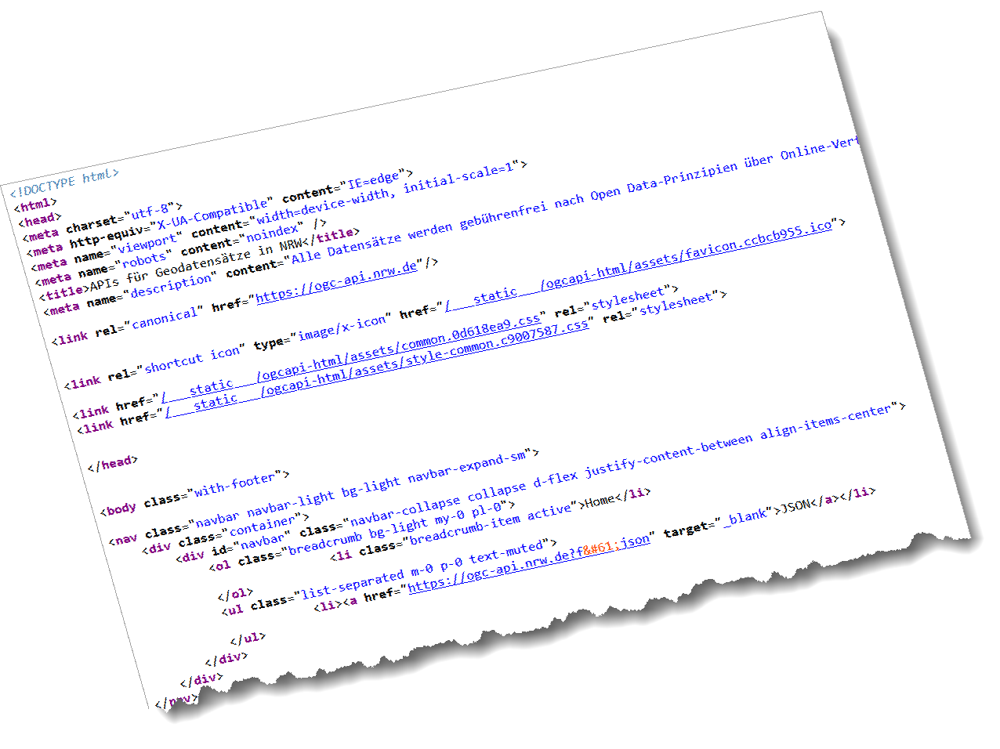 <!DOCTYPE html>
<html>
<head>
<meta charset="utf-8">
<meta http-equiv="X-UA-Compatible" content="IE=edge">
<meta name="viewport" content="width=device-width, initial-scale=1">
<meta name="robots" content="noindex" />
<title>APIs für Geodatensätze in NRW</title>
<meta name="description" content="Alle Datensätze werden gebührenfrei nach Open Data-Prinzipien über Online-Vert
<link rel="canonical" href="https://ogc-api.nrw.de"/>
<link rel="shortcut icon" type="image/x-icon" href="/___static___/ogcapi-html/assets/favicon.ccbcb955.ico">
<link href="/___static___/ogcapi-html/assets/common.0d618ea9.css" rel="stylesheet">
<link href="/___static___/ogcapi-html/assets/style-common.c9007587.css" rel="stylesheet">
</head>
<body class="with-footer">
<nav class="navbar navbar-light bg-light navbar-expand-sm">
<div class="container">
<div id="navbar" class="navbar-collapse collapse d-flex justify-content-between align-items-center">
<ol class="breadcrumb bg-light my-0 pl-0">
<li class="breadcrumb-item active">Home</li>
</ol>
<ul class="list-separated m-0 p-0 text-muted">
<li><a href="https://ogc-api.nrw.de?f&#61;json" target="_blank">JSON</a></li>
</ul>
</div>
</div>
</nav>